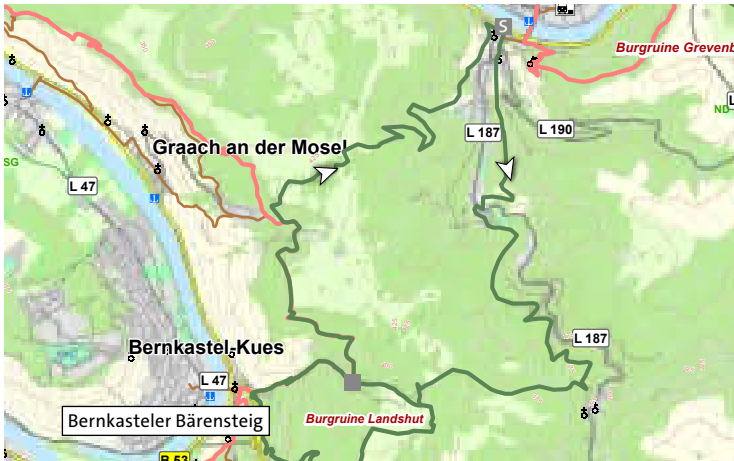 S
Burgruine Grevenb
L
ND
L 187
L 190
Graach an der Mosel
SG
L 47
L 187
Bernkastel-Kues
L 47
Bernkasteler Bärensteig
Burgruine Landshut
B 53